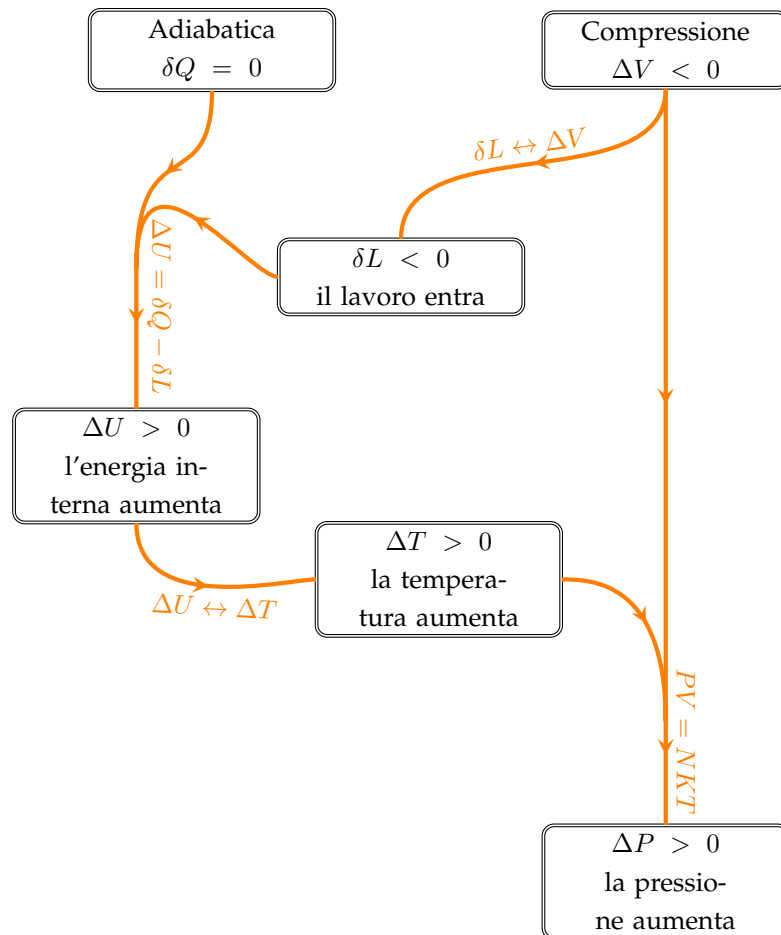 Adiabatica
δQ = 0
Compressione
ΔV < 0
δL ↔ ΔV
δL < 0
il lavoro entra
ΔU = δQ − δL
ΔU > 0
l'energia in-
terna aumenta
ΔT > 0
la tempera-
tura aumenta
ΔU ↔ ΔT
PV = NKT
ΔP > 0
la pressio-
ne aumenta